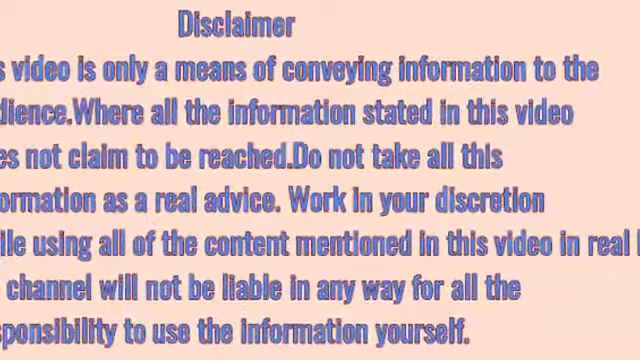 Disclaimer
s video is only a means of conveying information to the
dience.Where all the information stated in this video
es not claim to be reached.Do not take all this
ormation as a real advice. Work in your discretion
ile using all of the content mentioned in this video in real
channel will not be liable in any way for all the
sponsibility to use the information yourself.